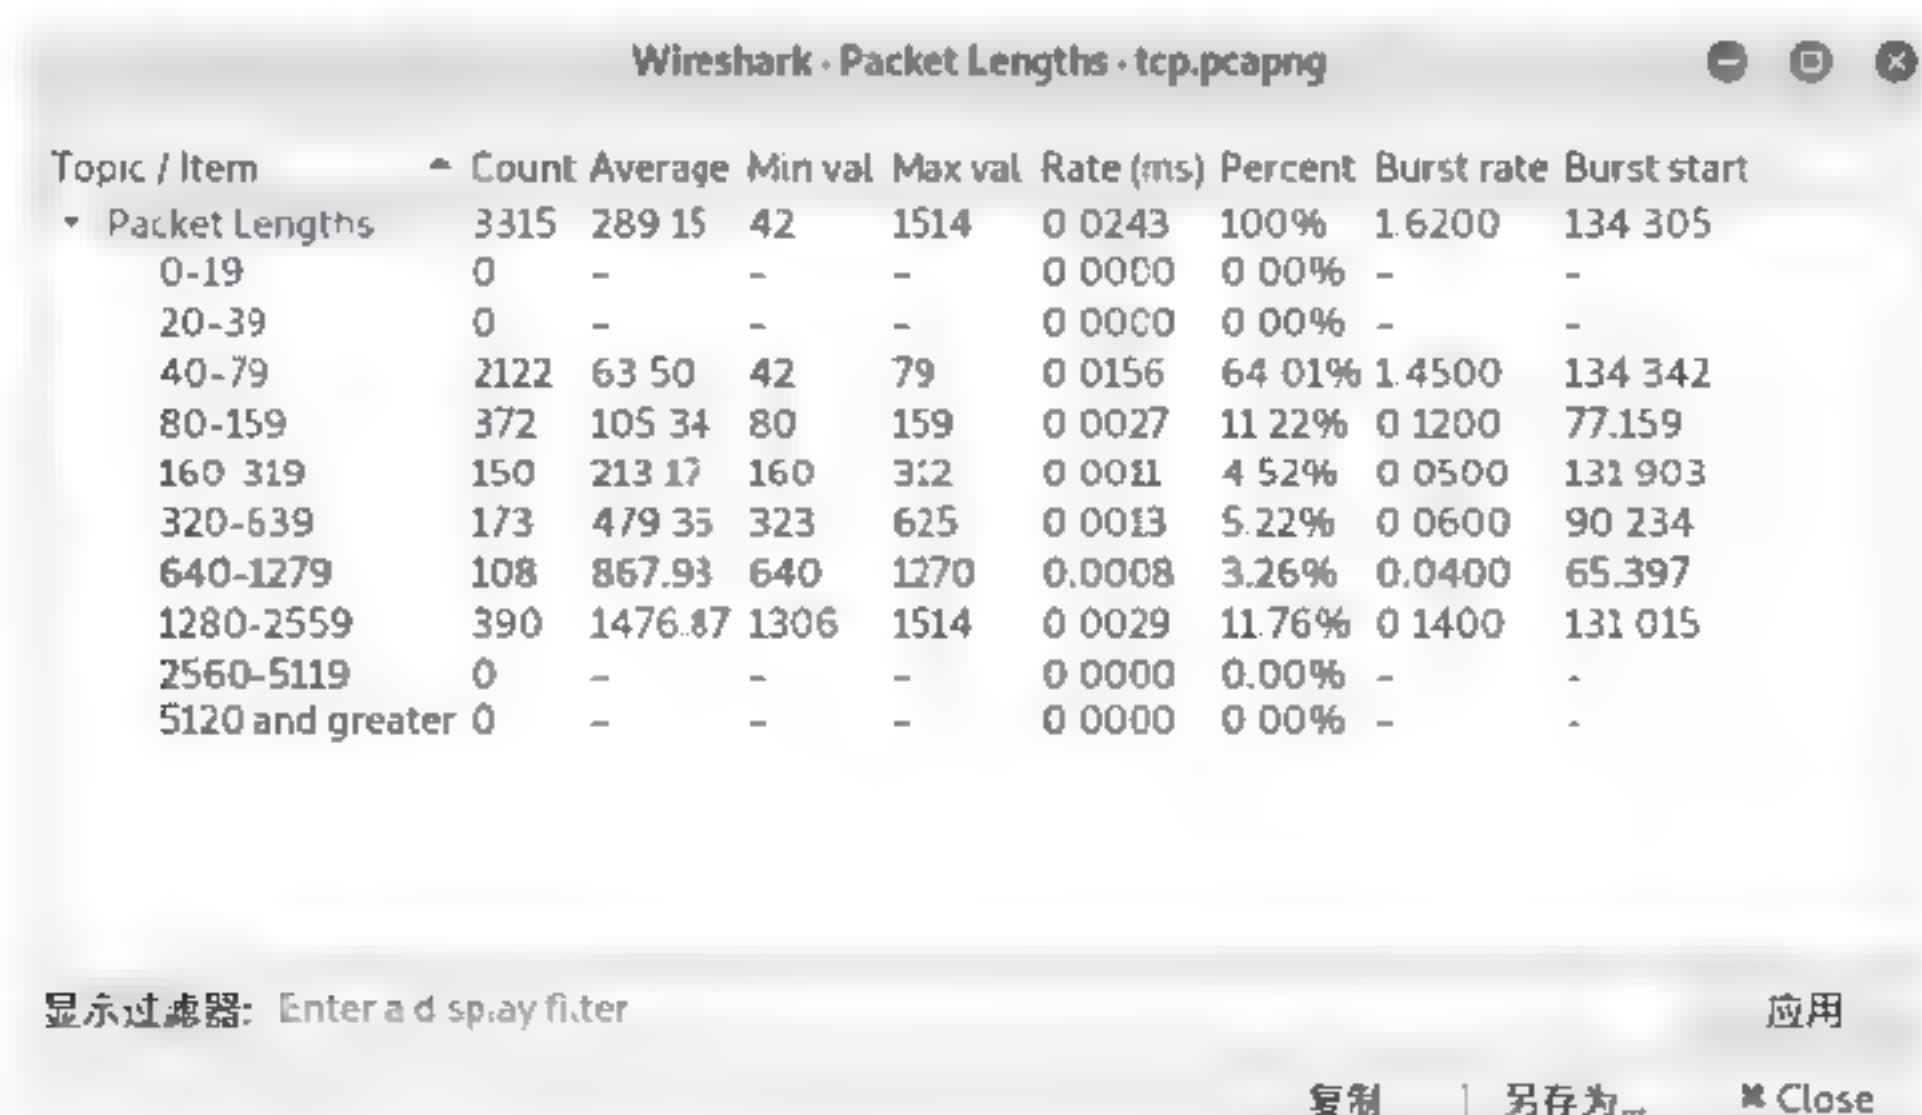 Wireshark · Packet Lengths · tcp.pcapng
Topic / Item Count Average Min val Max val Rate (ms) Percent Burst rate Burst start
Packet Lengths 3315 289.15 42 1514 0.0243 100% 1.6200 134.305
0-19 0 - - - 0.0000 0.00% - -
20-39 0 - - - 0.0000 0.00% - -
40-79 2122 63.50 42 79 0.0156 64.01% 1.4500 134.342
80-159 372 105.34 80 159 0.0027 11.22% 0.1200 77.159
160-319 150 213.17 160 312 0.0011 4.52% 0.0500 131.903
320-639 173 479.35 323 625 0.0013 5.22% 0.0600 90.234
640-1279 108 867.93 640 1270 0.0008 3.26% 0.0400 65.397
1280-2559 390 1476.87 1306 1514 0.0029 11.76% 0.1400 131.015
2560-5119 0 - - - 0.0000 0.00% - -
5120 and greater 0 - - - 0.0000 0.00% - -
显示过滤器: Enter a display filter 应用
复制 另存为... Close